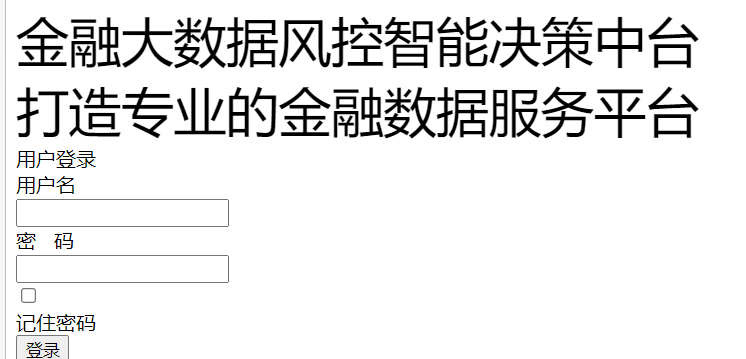 金融大数据风控智能决策中台
打造专业的金融数据服务平台
用户登录
用户名
密　码
记住密码
登录